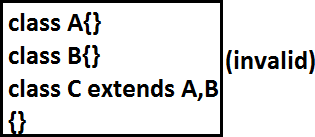 class A{}
class B{}
class C extends A,B
{}
(invalid)